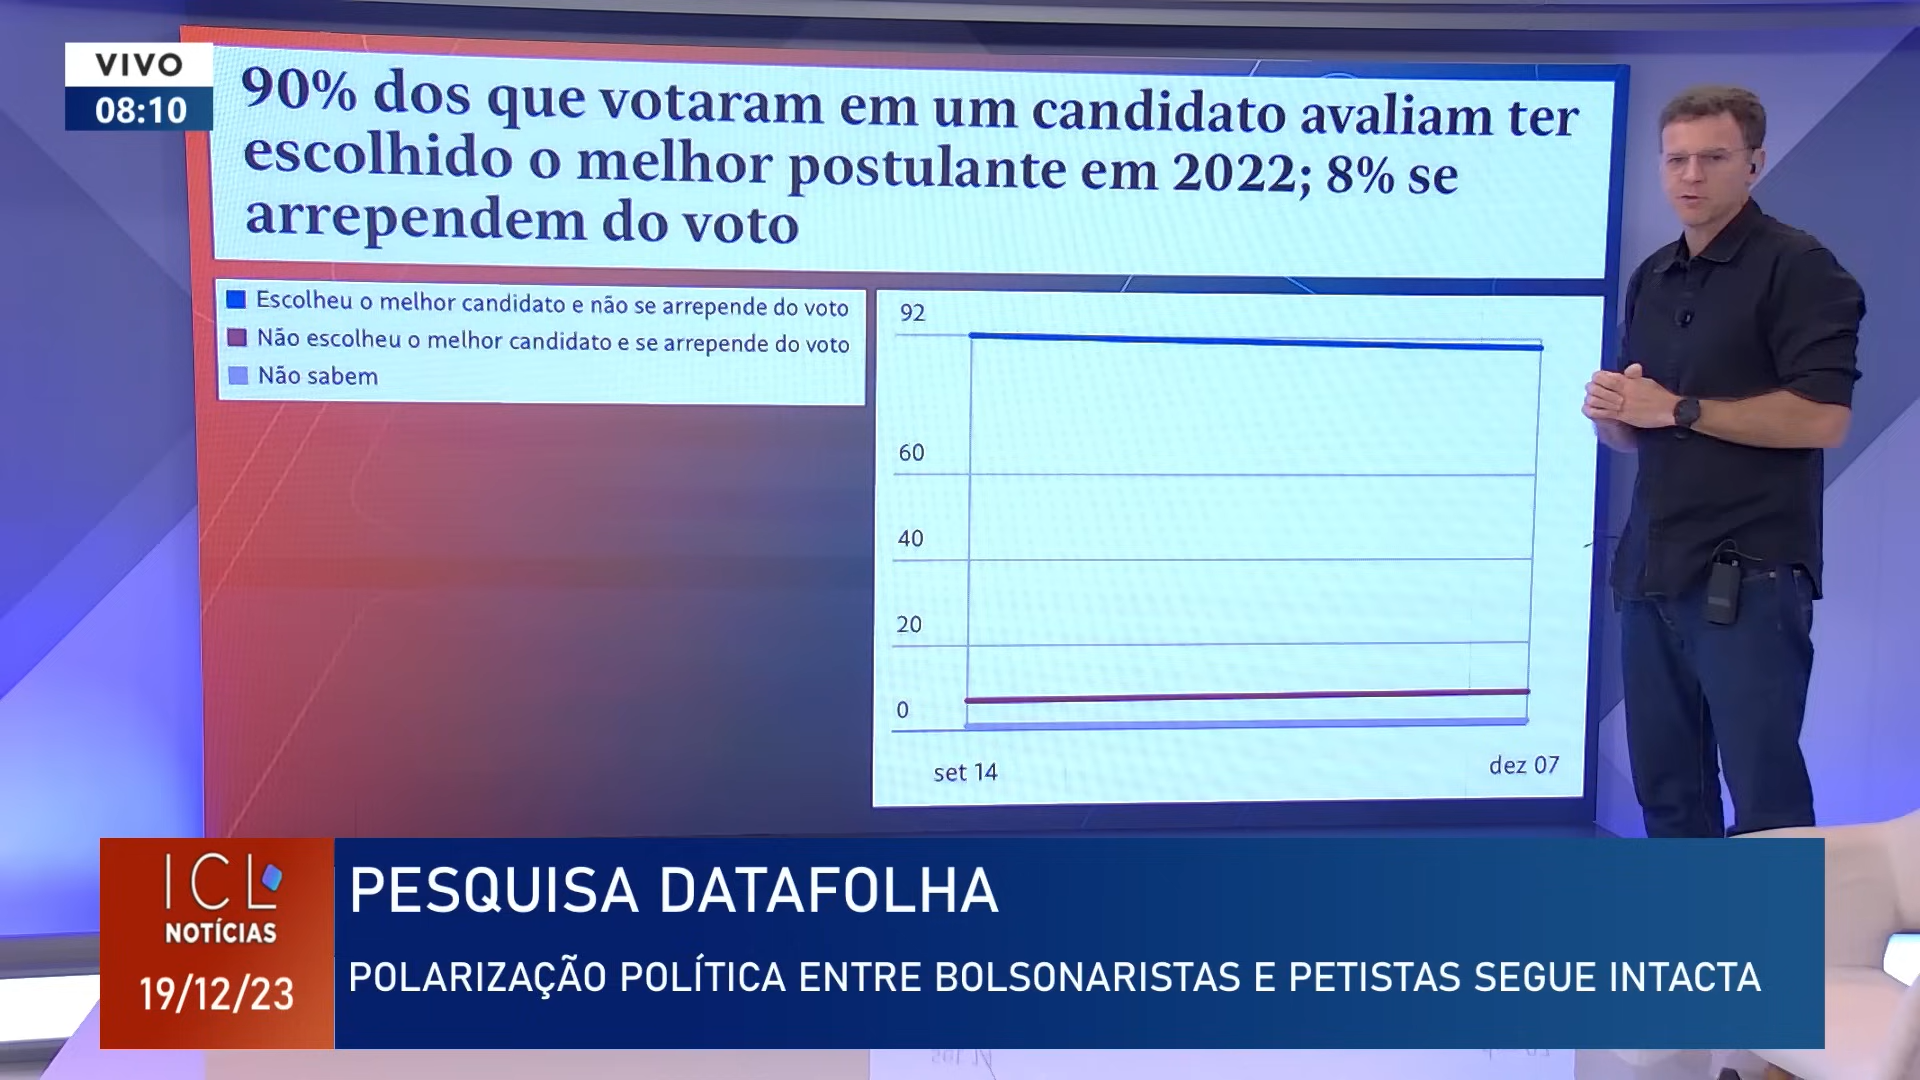 VIVO
08:10
90% dos que votaram em um candidato avaliam ter
escolhido o melhor postulante em 2022; 8% se
arrependem do voto
Escolheu o melhor candidato e não se arrepende do voto
Não escolheu o melhor candidato e se arrepende do voto
Não sabem
92
60
40
20
0
set 14
dez 07
ICL
NOTÍCIAS
19/12/23
PESQUISA DATAFOLHA
POLARIZAÇÃO POLÍTICA ENTRE BOLSONARISTAS E PETISTAS SEGUE INTACTA